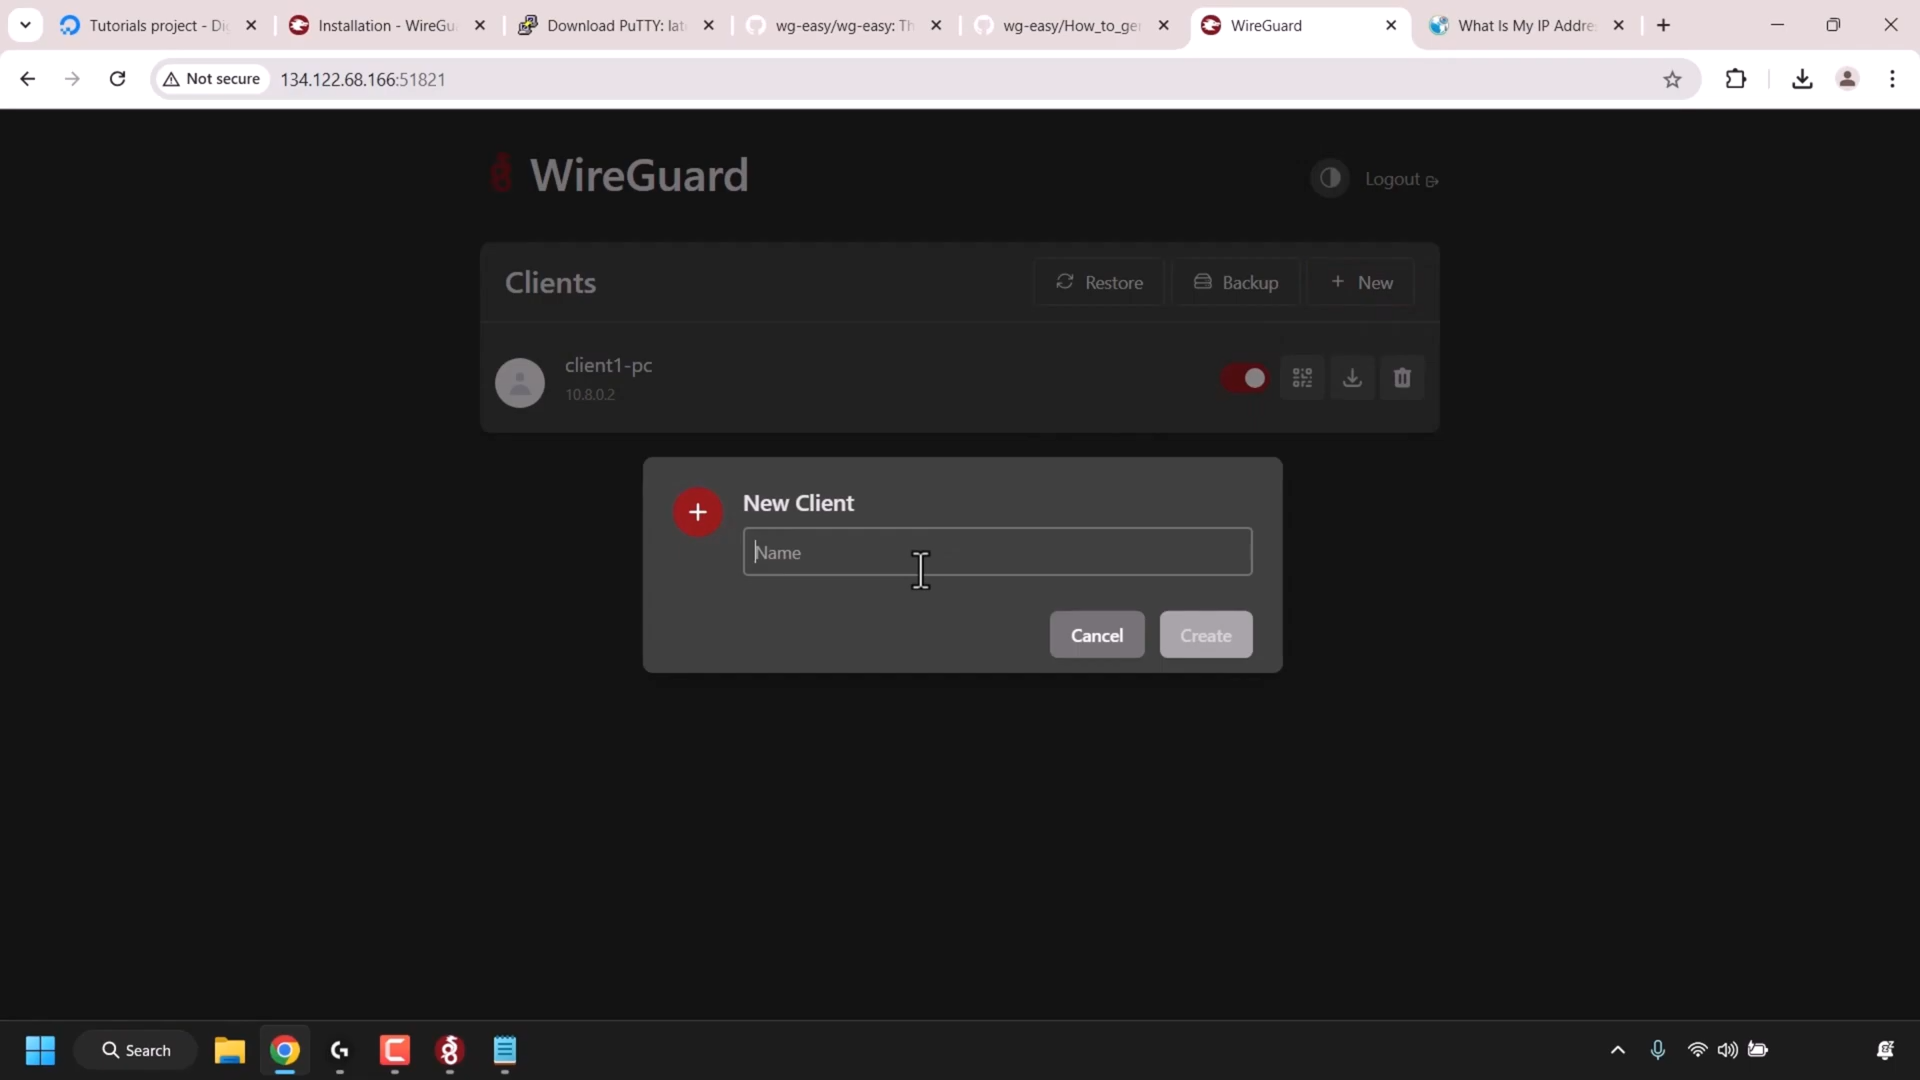 Tutorials project - Di
Installation - WireGu
Download PuTTY: lat
wg-easy/wg-easy: Th
wg-easy/How_to_ger
WireGuard
What Is My IP Addre
Not secure
134.122.68.166:51821
WireGuard
Logout
Clients
Restore
Backup
New
client1-pc
10.8.0.2
New Client
Name
Cancel
Create
Search